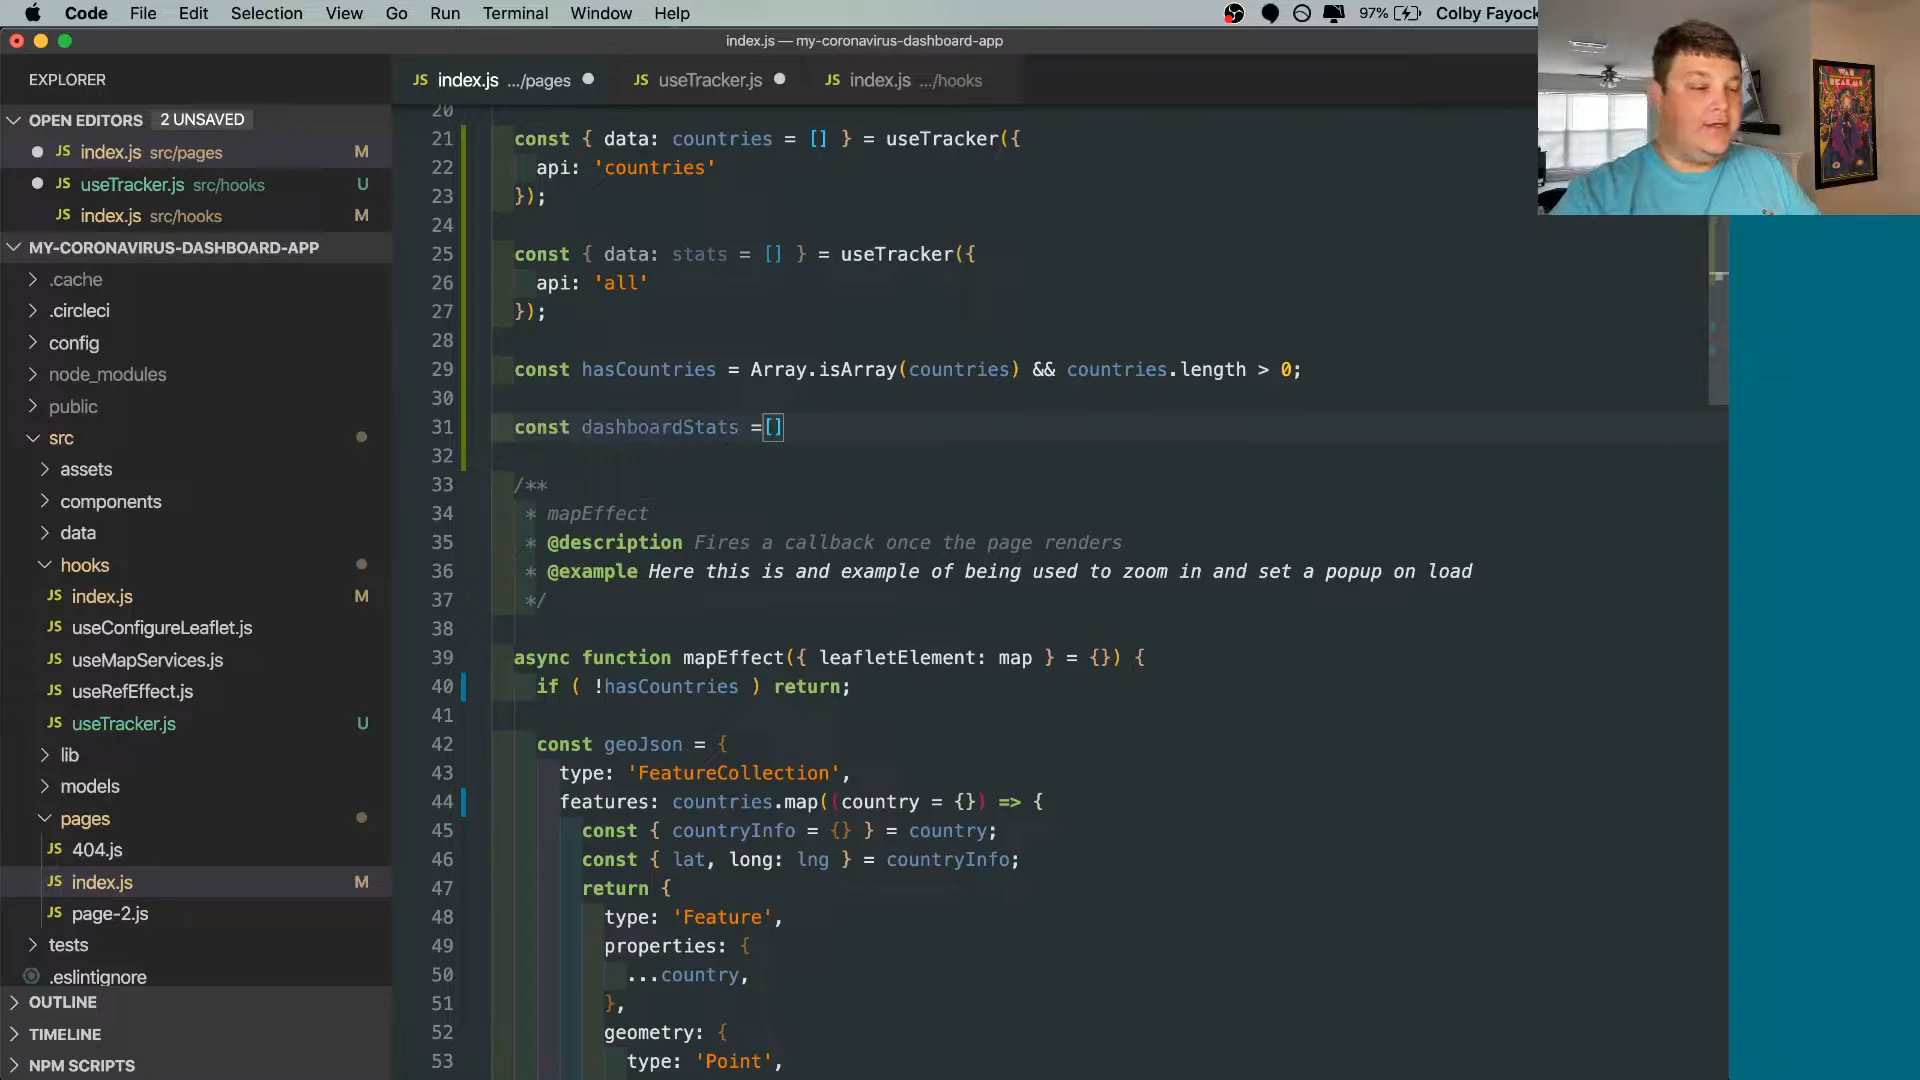 Code File Edit Selection View Go Run Terminal Window Help 97% Colby Fayock
index.js — my-coronavirus-dashboard-app
EXPLORER
JS index.js .../pages JS useTracker.js JS index.js .../hooks
OPEN EDITORS 2 UNSAVED
JS index.js src/pages M
JS useTracker.js src/hooks U
JS index.js src/hooks M
MY-CORONAVIRUS-DASHBOARD-APP
.cache
.circleci
config
node_modules
public
src
assets
components
data
hooks
JS index.js M
JS useConfigureLeaflet.js
JS useMapServices.js
JS useRefEffect.js
JS useTracker.js U
lib
models
pages
JS 404.js
JS index.js M
JS page-2.js
tests
.eslintignore
OUTLINE
TIMELINE
NPM SCRIPTS
20
21 const { data: countries = [] } = useTracker({
22 api: 'countries'
23 });
24
25 const { data: stats = [] } = useTracker({
26 api: 'all'
27 });
28
29 const hasCountries = Array.isArray(countries) && countries.length > 0;
30
31 const dashboardStats =[]
32
33 /**
34 * mapEffect
35 * @description Fires a callback once the page renders
36 * @example Here this is and example of being used to zoom in and set a popup on load
37 */
38
39 async function mapEffect({ leafletElement: map } = {}) {
40 if ( !hasCountries ) return;
41
42 const geoJson = {
43 type: 'FeatureCollection',
44 features: countries.map((country = {}) => {
45 const { countryInfo = {} } = country;
46 const { lat, long: lng } = countryInfo;
47 return {
48 type: 'Feature',
49 properties: {
50 ...country,
51 },
52 geometry: {
53 type: 'Point',